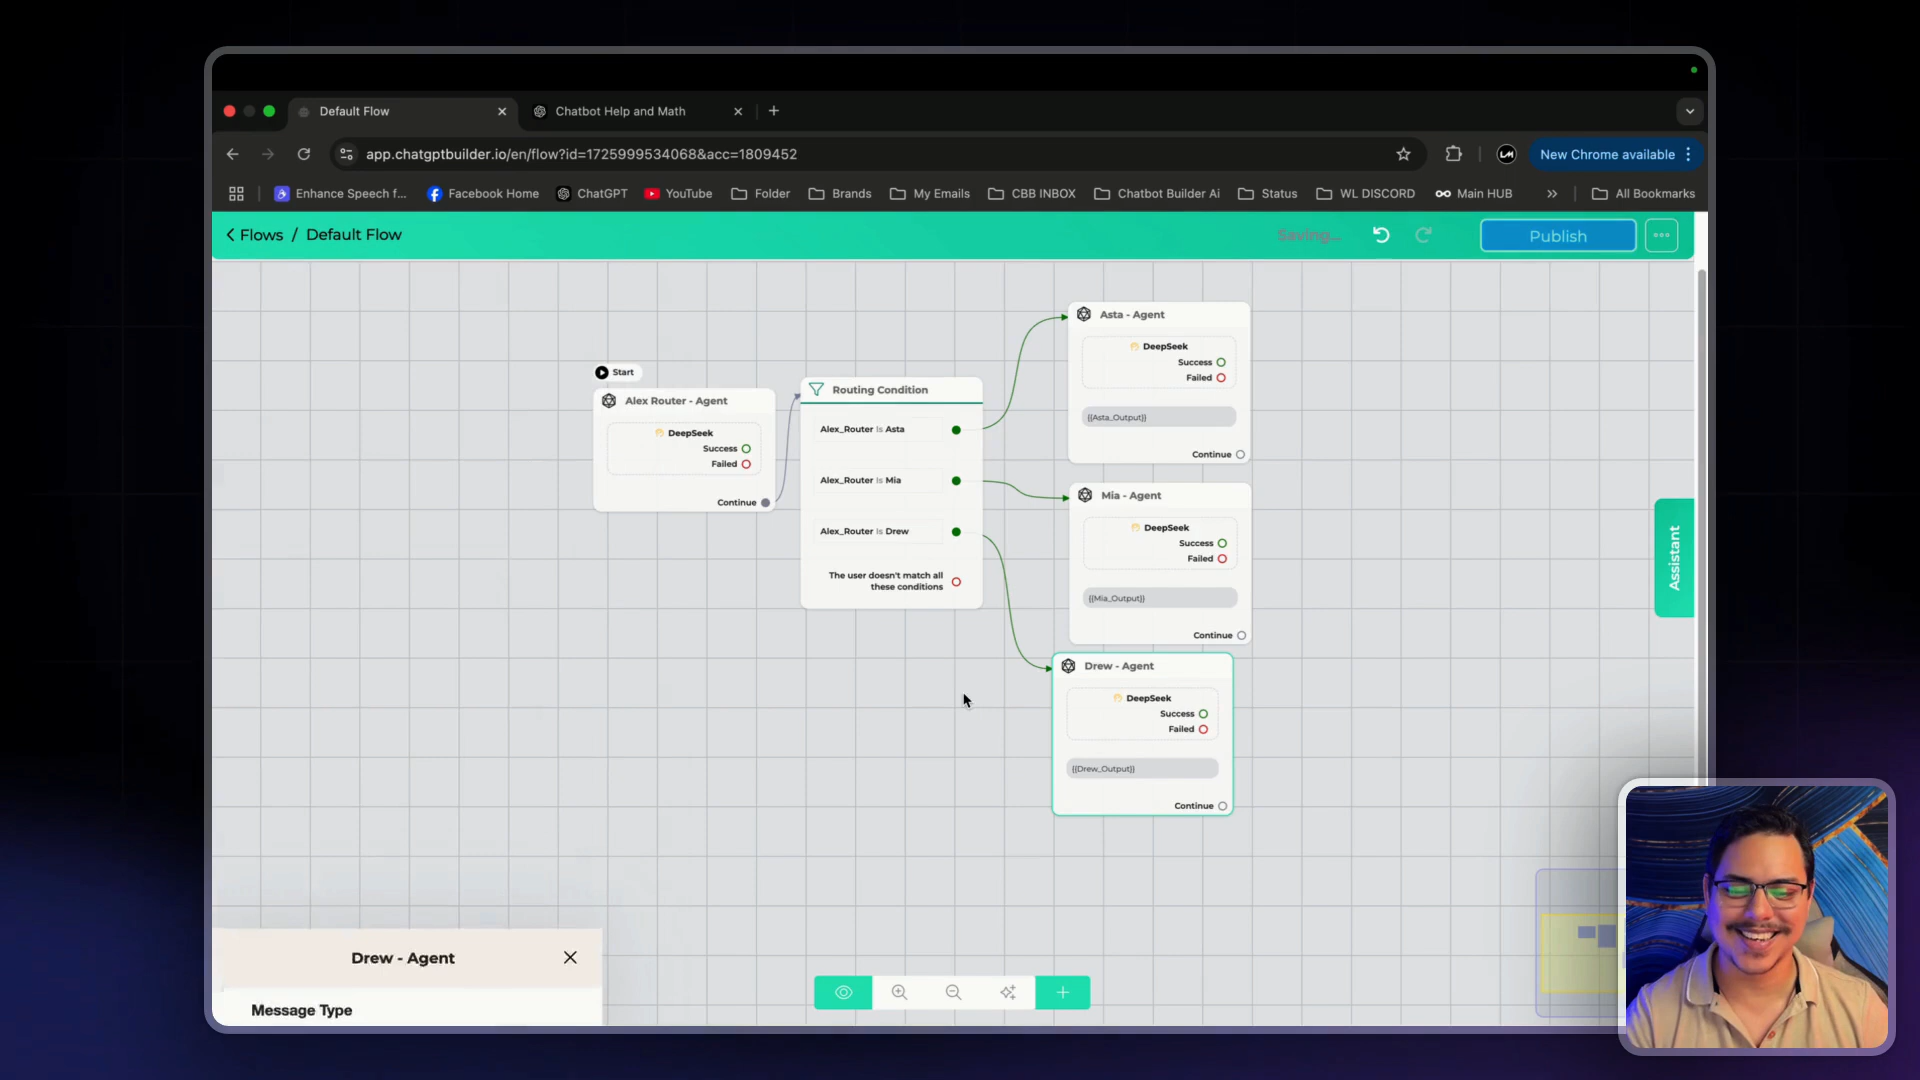 Default Flow
Chatbot Help and Math
app.chatgptbuilder.io/en/flow?id=1725999534068&acc=1809452
New Chrome available
Enhance Speech f...
Facebook Home
ChatGPT
YouTube
Folder
Brands
My Emails
CBB INBOX
Chatbot Builder Ai
Status
WL DISCORD
Main HUB
All Bookmarks
Flows / Default Flow
Saving...
Publish
Start
Alex Router - Agent
DeepSeek
Success
Failed
Continue
Routing Condition
Alex_Router Is Asta
Alex_Router Is Mia
Alex_Router Is Drew
The user doesn't match all
these conditions
Asta - Agent
DeepSeek
Success
Failed
{{Asta_Output}}
Continue
Mia - Agent
DeepSeek
Success
Failed
{{Mia_Output}}
Continue
Drew - Agent
DeepSeek
Success
Failed
{{Drew_Output}}
Continue
Assistant
Drew - Agent
Message Type